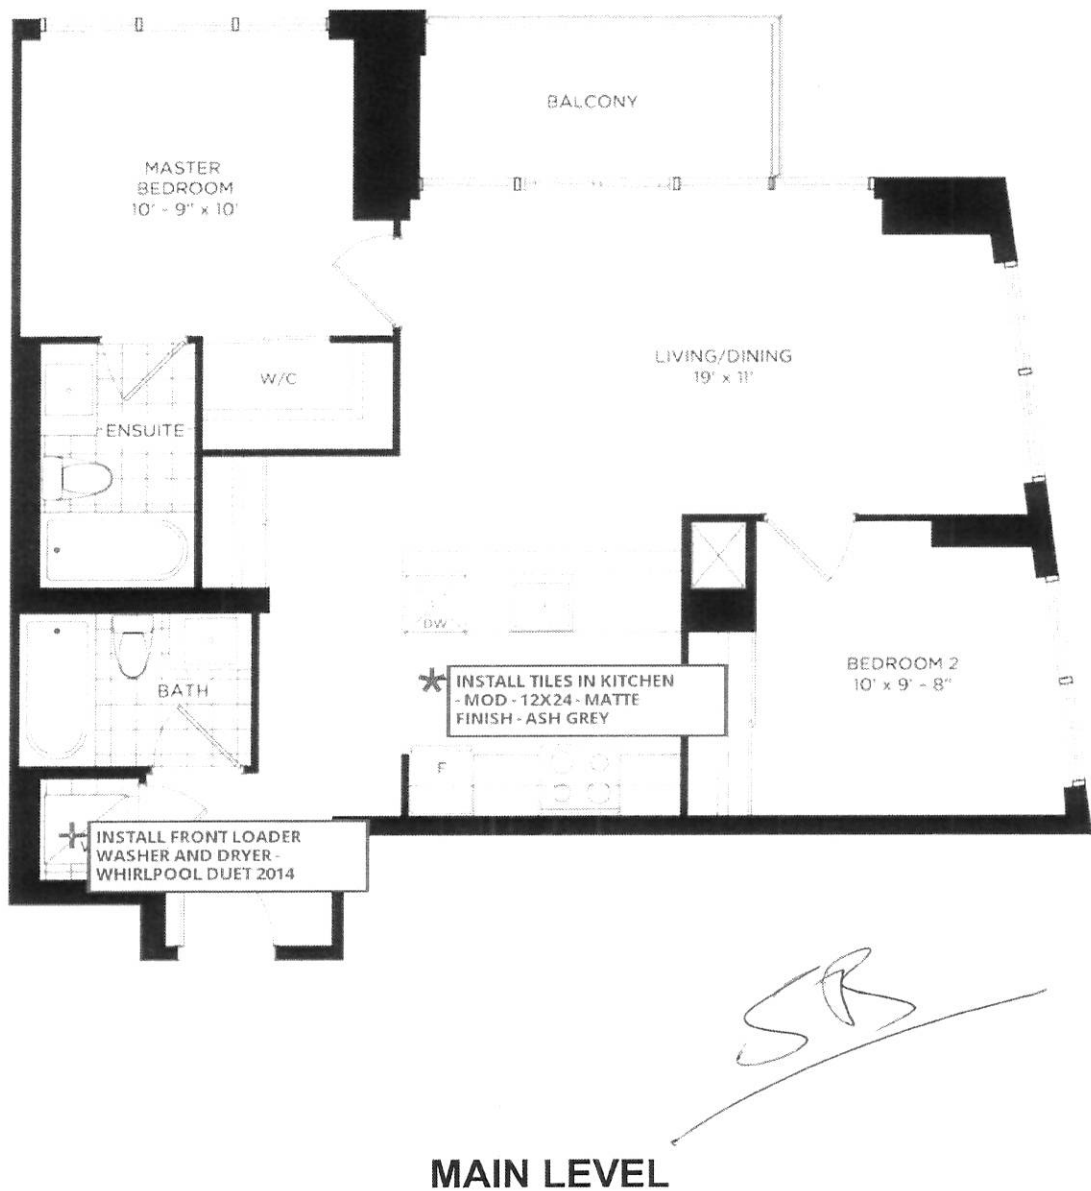 BALCONY
MASTER
BEDROOM
10' - 9" x 10'
LIVING/DINING
19' x 11'
W/C
ENSUITE
DW
INSTALL TILES IN KITCHEN
- MOD - 12X24 - MATTE
FINISH - ASH GREY
BEDROOM 2
10' x 9' - 8"
BATH
F
INSTALL FRONT LOADER
WASHER AND DRYER -
WHIRLPOOL DUET 2014
SB
MAIN LEVEL